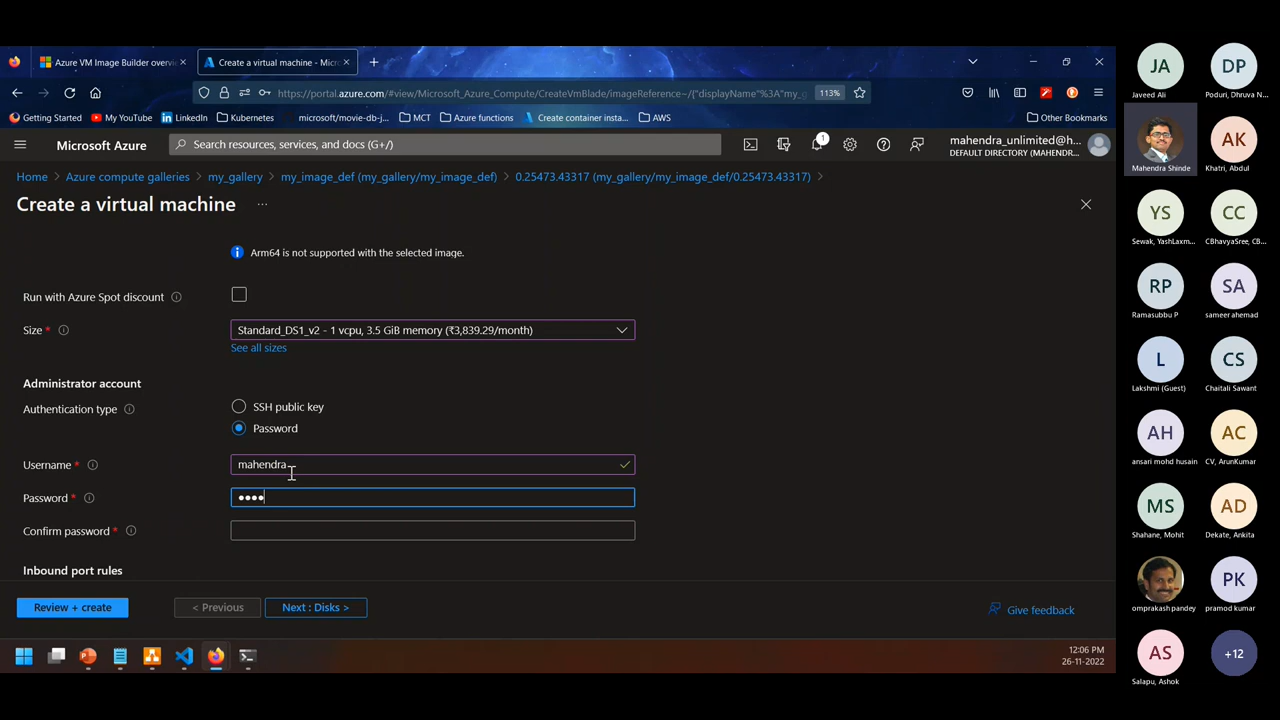 Azure VM Image Builder overvi
Create a virtual machine - Micr
https://portal.azure.com/#view/Microsoft_Azure_Compute/CreateVmBlade/imageReference~/{"displayName"%3A"my_g
113%
Getting Started
My YouTube
LinkedIn
Kubernetes
microsoft/movie-db-j...
MCT
Azure functions
Create container insta...
AWS
Other Bookmarks
Microsoft Azure
Search resources, services, and docs (G+/)
1
mahendra_unlimited@h...
DEFAULT DIRECTORY (MAHENDR...
Home > Azure compute galleries > my_gallery > my_image_def (my_gallery/my_image_def) > 0.25473.43317 (my_gallery/my_image_def/0.25473.43317) >
Create a virtual machine ...
Arm64 is not supported with the selected image.
Run with Azure Spot discount
Size *
Standard_DS1_v2 - 1 vcpu, 3.5 GiB memory (₹3,839.29/month)
See all sizes
Administrator account
Authentication type
SSH public key
Password
Username *
mahendra
Password *
••••
Confirm password *
Inbound port rules
Review + create
< Previous
Next : Disks >
Give feedback
12:06 PM
26-11-2022
JA
Javeed Ali
DP
Poduri, Dhruva N...
Mahendra Shinde
AK
Khatri, Abdul
YS
Sewak, YashLaxm...
CC
CBhavyaSree, CB...
RP
Ramasubbu P
SA
sameer ahemad
L
Lakshmi (Guest)
CS
Chaitali Sawant
AH
ansari mohd husain
AC
CV, ArunKumar
MS
Shahane, Mohit
AD
Dekate, Ankita
omprakash pandey
PK
pramod kumar
AS
Salapu, Ashok
+12